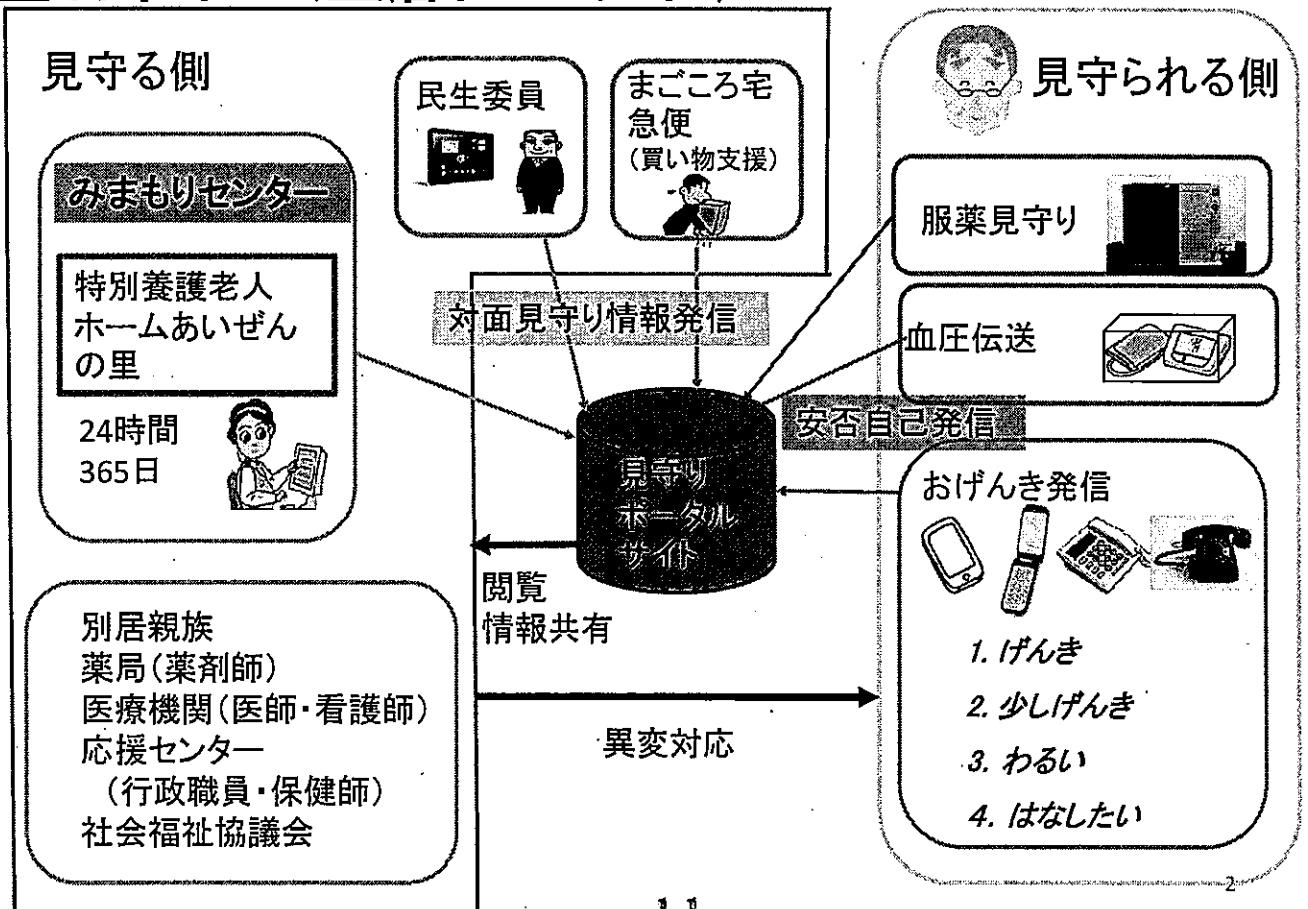 見守る側
民生委員
まごころ宅
急便
(買い物支援)
みまもりセンター
特別養護老人
ホームあいぜん
の里
24時間
365日
対面見守り情報発信
見守り
ポータル
サイト
閲覧
情報共有
異変対応
別居親族
薬局(薬剤師)
医療機関(医師・看護師)
応援センター
(行政職員・保健師)
社会福祉協議会
見守られる側
服薬見守り
血圧伝送
安否自己発信
おげんき発信
1. げんき
2. 少しげんき
3. わるい
4. はなしたい
2